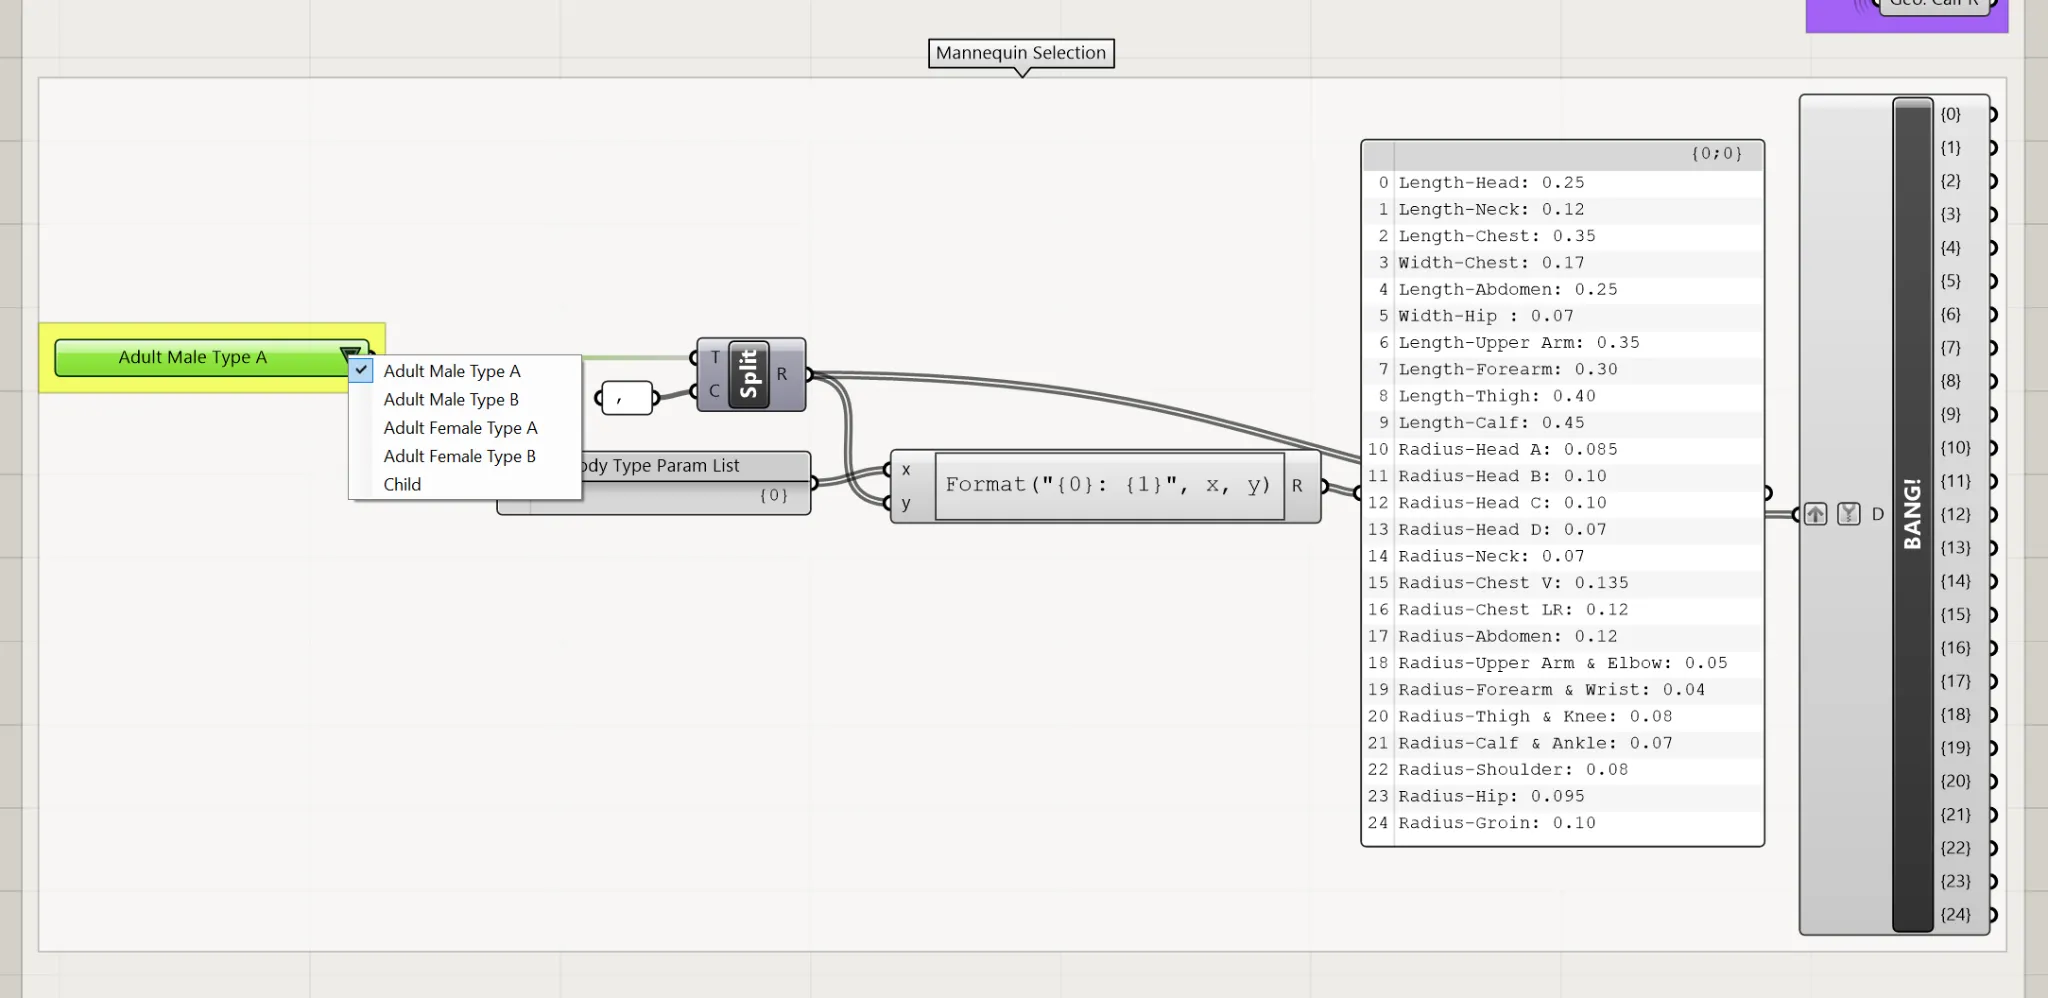 Mannequin Selection
Adult Male Type A
Adult Male Type A
Adult Male Type B
Adult Female Type A
Adult Female Type B
Child
,
T
C
Split
R
Type Param List
{0}
x
y
Format("{0}: {1}", x, y)
R
{0;0}
0 Length-Head: 0.25
1 Length-Neck: 0.12
2 Length-Chest: 0.35
3 Width-Chest: 0.17
4 Length-Abdomen: 0.25
5 Width-Hip : 0.07
6 Length-Upper Arm: 0.35
7 Length-Forearm: 0.30
8 Length-Thigh: 0.40
9 Length-Calf: 0.45
10 Radius-Head A: 0.085
11 Radius-Head B: 0.10
12 Radius-Head C: 0.10
13 Radius-Head D: 0.07
14 Radius-Neck: 0.07
15 Radius-Chest V: 0.135
16 Radius-Chest LR: 0.12
17 Radius-Abdomen: 0.12
18 Radius-Upper Arm & Elbow: 0.05
19 Radius-Forearm & Wrist: 0.04
20 Radius-Thigh & Knee: 0.08
21 Radius-Calf & Ankle: 0.07
22 Radius-Shoulder: 0.08
23 Radius-Hip: 0.095
24 Radius-Groin: 0.10
D
BANG!
{0}
{1}
{2}
{3}
{4}
{5}
{6}
{7}
{8}
{9}
{10}
{11}
{12}
{13}
{14}
{15}
{16}
{17}
{18}
{19}
{20}
{21}
{22}
{23}
{24}